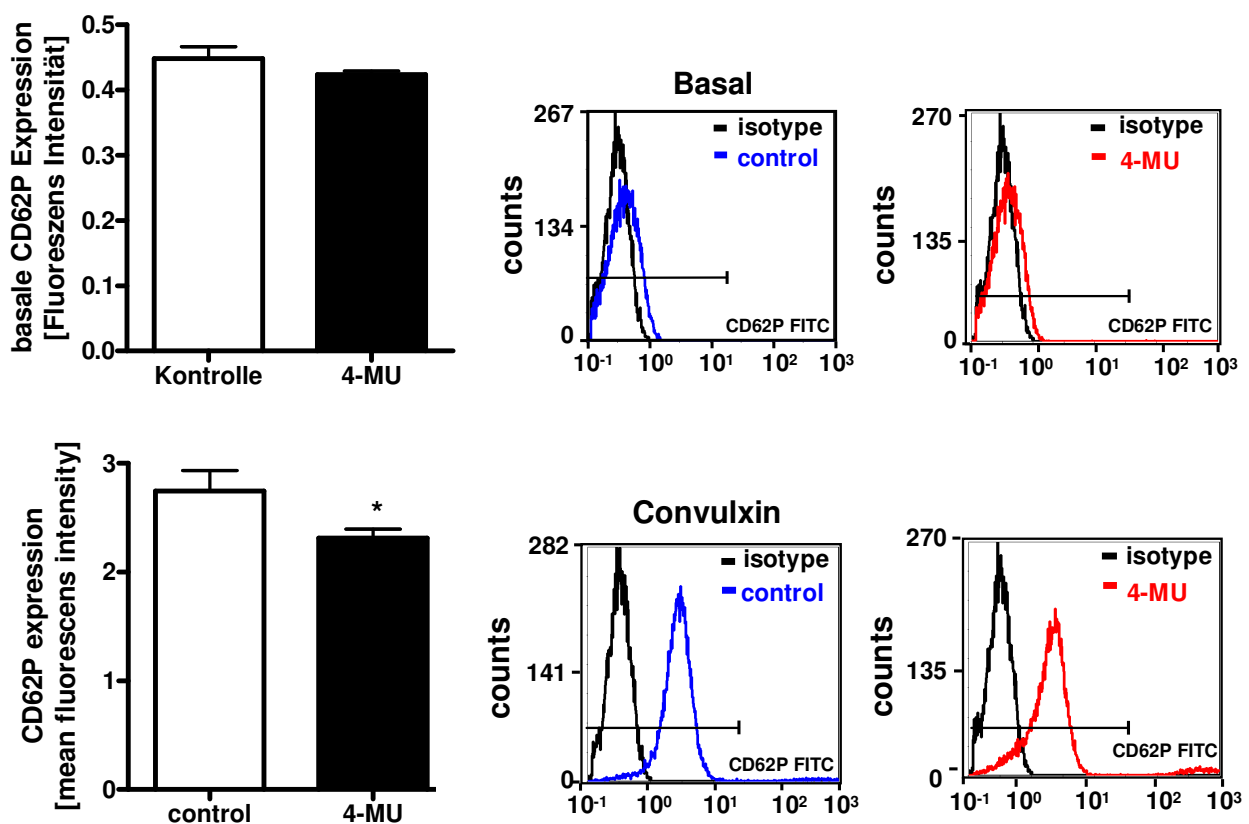 basale CD62P Expression
[Fluoreszens Intensität]
0.5
0.4
0.3
0.2
0.1
0.0
Kontrolle 4-MU
Basal
counts
267
134
0
isotype
control
CD62P FITC
10-1 100 101 102 103
counts
270
135
0
isotype
4-MU
CD62P FITC
10-1 100 101 102 103
CD62P expression
[mean fluorescens intensity]
3
2
1
0
*
control 4-MU
Convulxin
counts
282
141
0
isotype
control
CD62P FITC
10-1 100 101 102 103
counts
270
135
0
isotype
4-MU
CD62P FITC
10-1 100 101 102 103